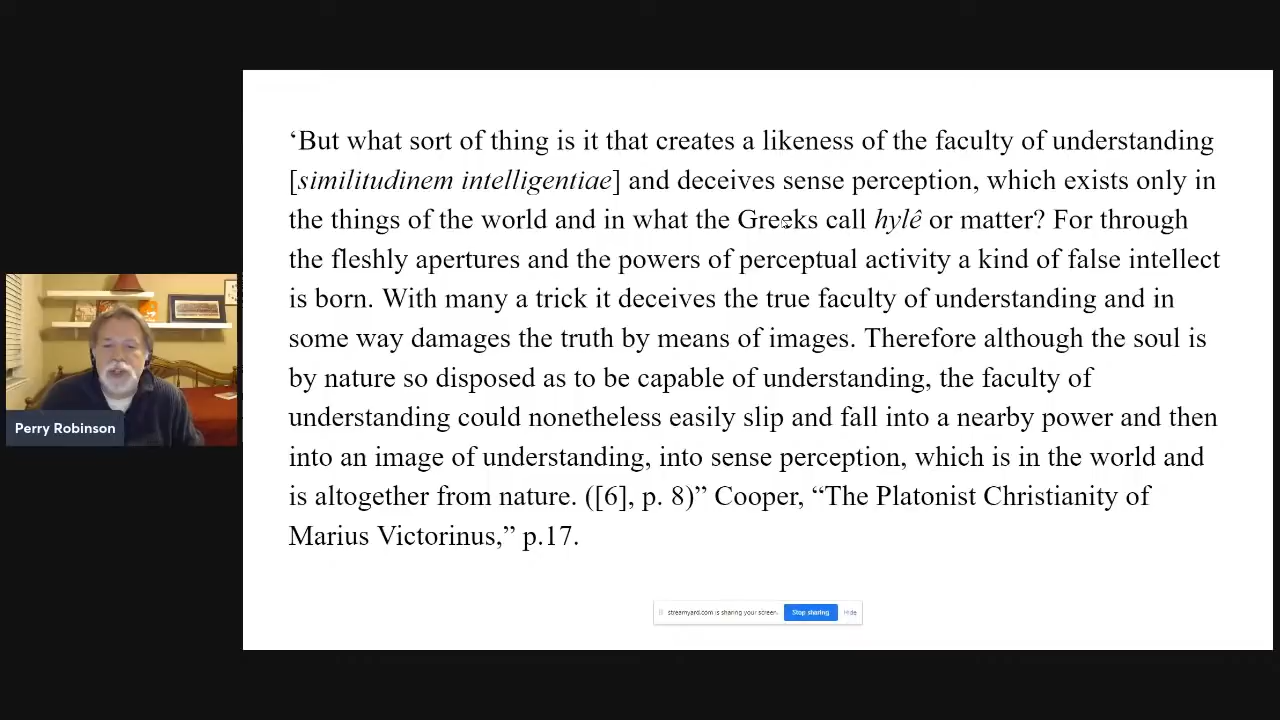 ‘But what sort of thing is it that creates a likeness of the faculty of understanding
[similitudinem intelligentiae] and deceives sense perception, which exists only in
the things of the world and in what the Greeks call hylê or matter? For through
the fleshly apertures and the powers of perceptual activity a kind of false intellect
is born. With many a trick it deceives the true faculty of understanding and in
some way damages the truth by means of images. Therefore although the soul is
by nature so disposed as to be capable of understanding, the faculty of
understanding could nonetheless easily slip and fall into a nearby power and then
into an image of understanding, into sense perception, which is in the world and
is altogether from nature. ([6], p. 8)” Cooper, “The Platonist Christianity of
Marius Victorinus,” p.17.
Perry Robinson
streamyard.com is sharing your screen.
Stop sharing
Hide